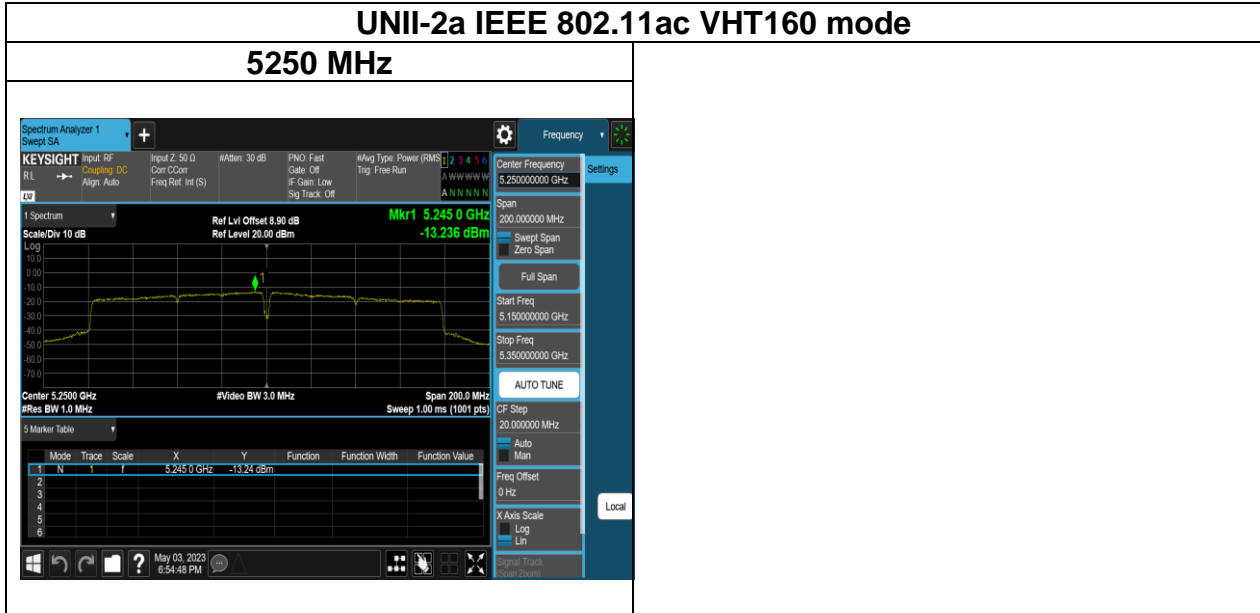 UNII-2a IEEE 802.11ac VHT160 mode
5250 MHz
Spectrum Analyzer 1
Swept SA
+
Frequency
KEYSIGHT
RL
LXI
Input: RF
Coupling: DC
Align: Auto
Input Z: 50 Ω
Corr CCorr
Freq Ref: Int (S)
#Atten: 30 dB
PNO: Fast
Gate: Off
IF Gain: Low
Sig Track: Off
#Avg Type: Power (RMS
Trig: Free Run
1 2 3 4 5 6
A W W W W W
A N N N N N
1 Spectrum
Scale/Div 10 dB
Ref Lvl Offset 8.90 dB
Ref Level 20.00 dBm
Mkr1 5.245 0 GHz
-13.236 dBm
Log
10.0
0.00
-10.0
-20.0
-30.0
-40.0
-50.0
-60.0
-70.0
1
Center 5.2500 GHz
#Res BW 1.0 MHz
#Video BW 3.0 MHz
Span 200.0 MHz
Sweep 1.00 ms (1001 pts)
5 Marker Table
Mode Trace Scale X Y Function Function Width Function Value
1 N 1 f 5.245 0 GHz -13.24 dBm
2
3
4
5
6
Center Frequency
5.250000000 GHz
Settings
Span
200.000000 MHz
Swept Span
Zero Span
Full Span
Start Freq
5.150000000 GHz
Stop Freq
5.350000000 GHz
AUTO TUNE
CF Step
20.000000 MHz
Auto
Man
Freq Offset
0 Hz
X Axis Scale
Log
Lin
Signal Track
(Span Zoom)
Local
?
May 03, 2023
6:54:48 PM